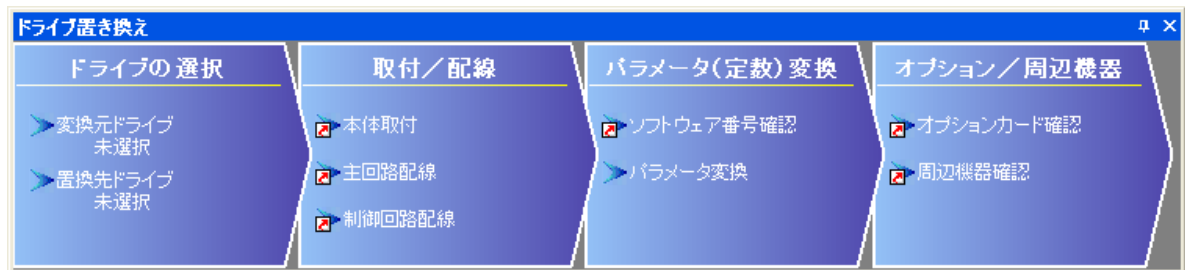 ドライブ置き換え
ドライブの選択
変換元ドライブ
未選択
置換先ドライブ
未選択
取付／配線
本体取付
主回路配線
制御回路配線
パラメータ(定数)変換
ソフトウェア番号確認
パラメータ変換
オプション／周辺機器
オプションカード確認
周辺機器確認